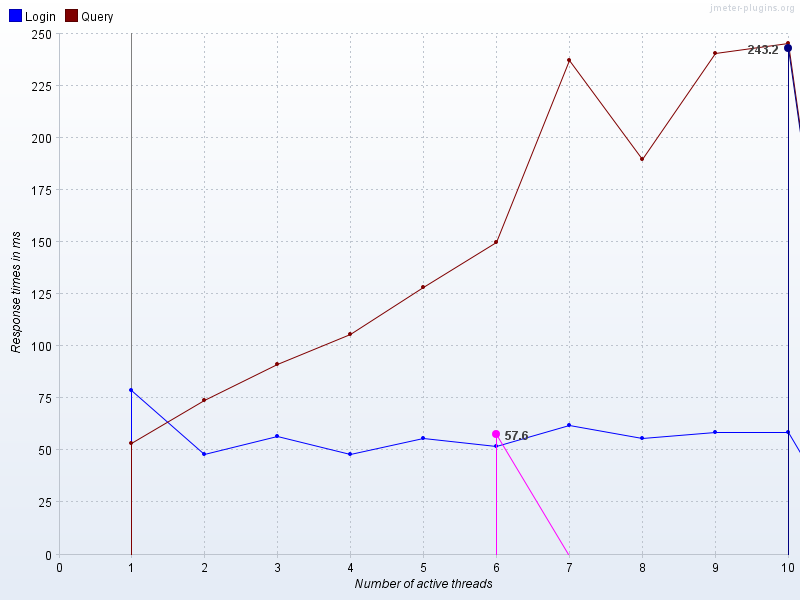 jmeter-plugins.org
Login Query
250
243.2
225
200
175
150
Response times in ms
125
100
75
57.6
50
25
0
0 1 2 3 4 5 6 7 8 9 10
Number of active threads